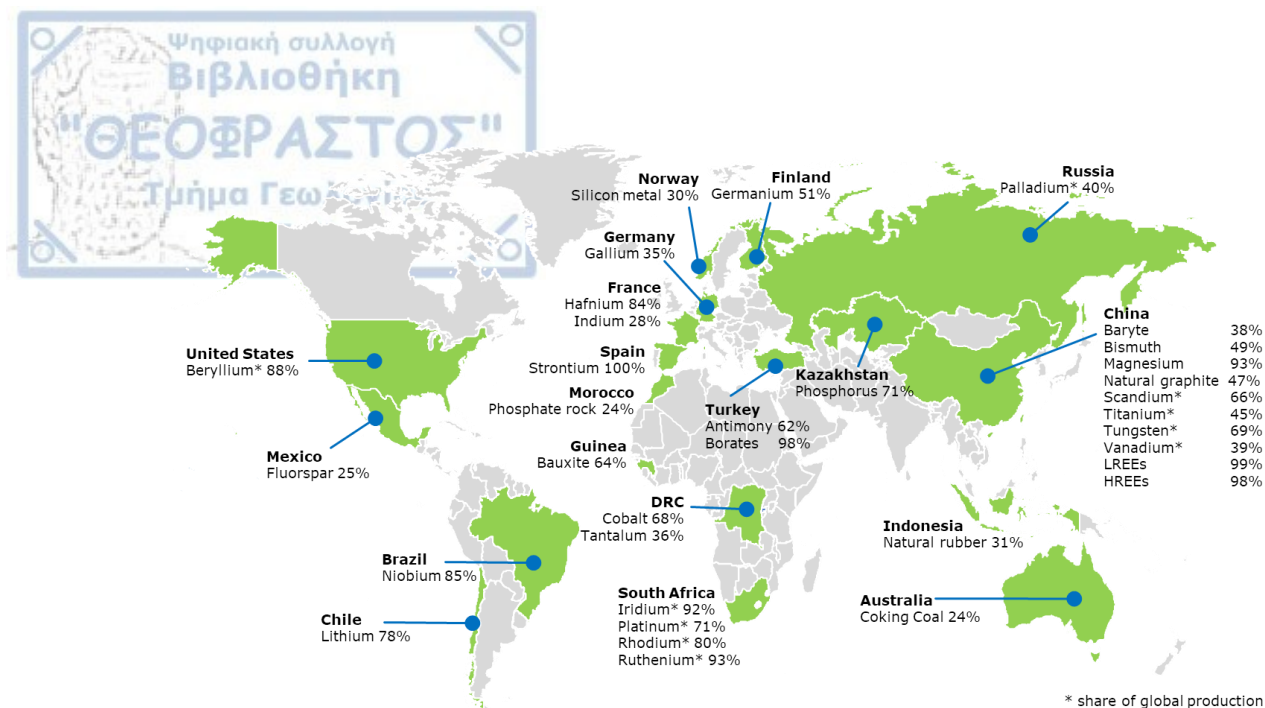 Ψηφιακή συλλογή
Βιβλιοθήκη
"ΘΕΟΦΡΑΣΤΟΣ"
Τμήμα
Norway
Silicon metal 30%
Finland
Germanium 51%
Russia
Palladium* 40%
Germany
Gallium 35%
France
Hafnium 84%
Indium 28%
Spain
Strontium 100%
Morocco
Phosphate rock 24%
Guinea
Bauxite 64%
United States
Beryllium* 88%
Mexico
Fluorspar 25%
Turkey
Antimony 62%
Borates 98%
Kazakhstan
Phosphorus 71%
China
Baryte 38%
Bismuth 49%
Magnesium 93%
Natural graphite 47%
Scandium* 66%
Titanium* 45%
Tungsten* 69%
Vanadium* 39%
LREEs 99%
HREEs 98%
DRC
Cobalt 68%
Tantalum 36%
Indonesia
Natural rubber 31%
Brazil
Niobium 85%
Chile
Lithium 78%
South Africa
Iridium* 92%
Platinum* 71%
Rhodium* 80%
Ruthenium* 93%
Australia
Coking Coal 24%
* share of global production